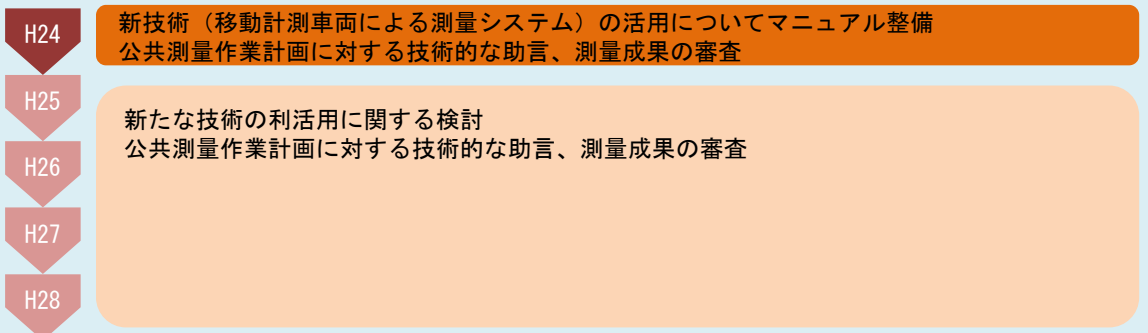 H24
新技術（移動計測車両による測量システム）の活用についてマニュアル整備
公共測量作業計画に対する技術的な助言、測量成果の審査
H25
新たな技術の利活用に関する検討
公共測量作業計画に対する技術的な助言、測量成果の審査
H26
H27
H28